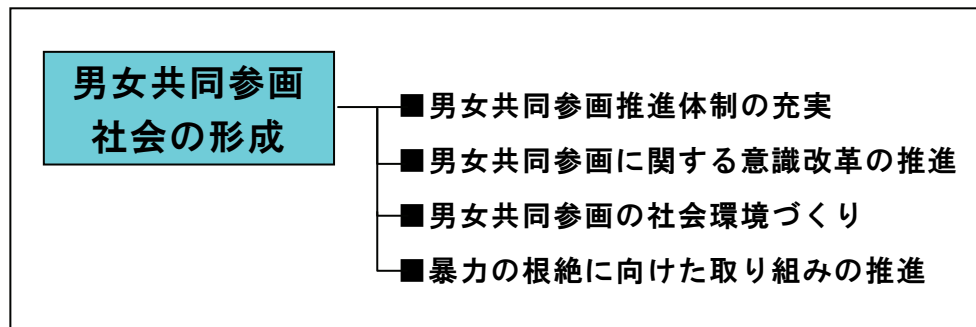 男女共同参画
社会の形成
■男女共同参画推進体制の充実
■男女共同参画に関する意識改革の推進
■男女共同参画の社会環境づくり
■暴力の根絶に向けた取り組みの推進